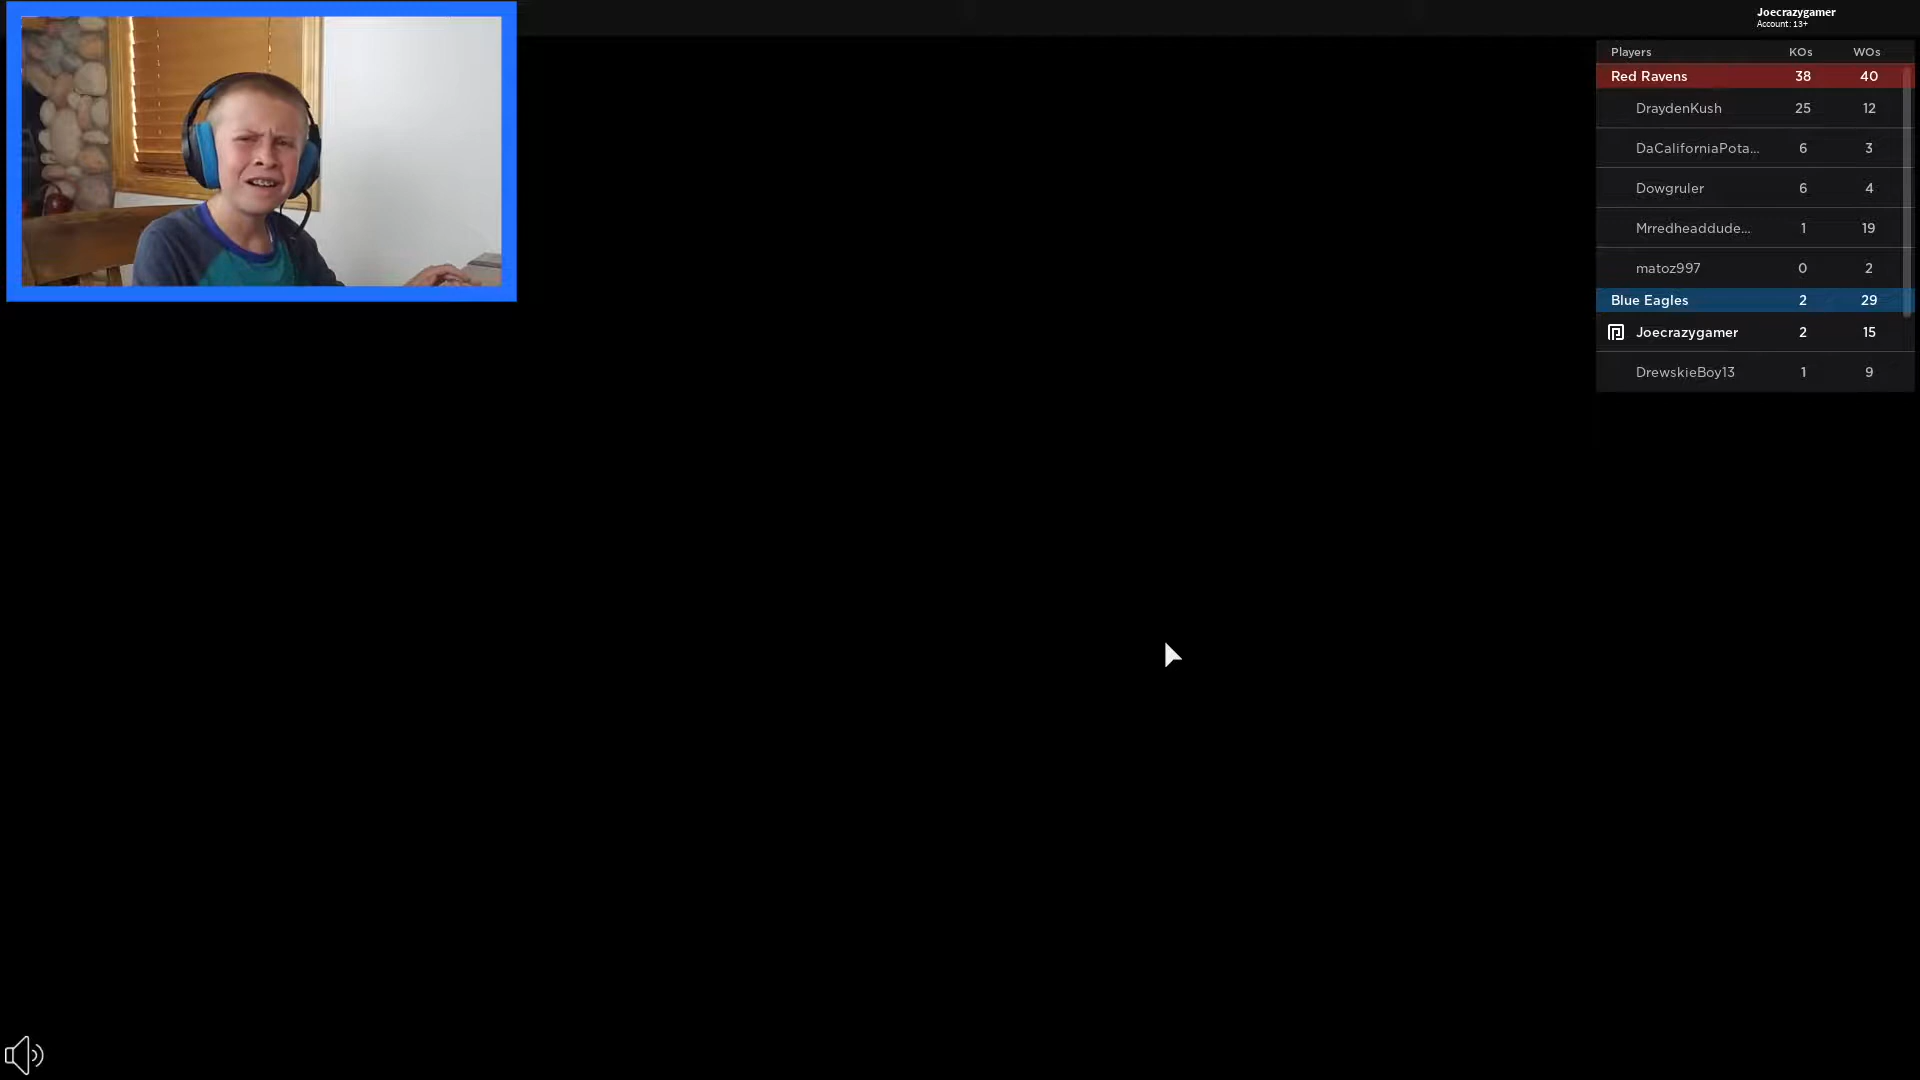 Joecrazygamer
Account: 13+
Players KOs WOs
Red Ravens 38 40
DraydenKush 25 12
DaCaliforniaPota... 6 3
Dowgruler 6 4
Mrredheaddude... 1 19
matoz997 0 2
Blue Eagles 2 29
Joecrazygamer 2 15
DrewskieBoy13 1 9